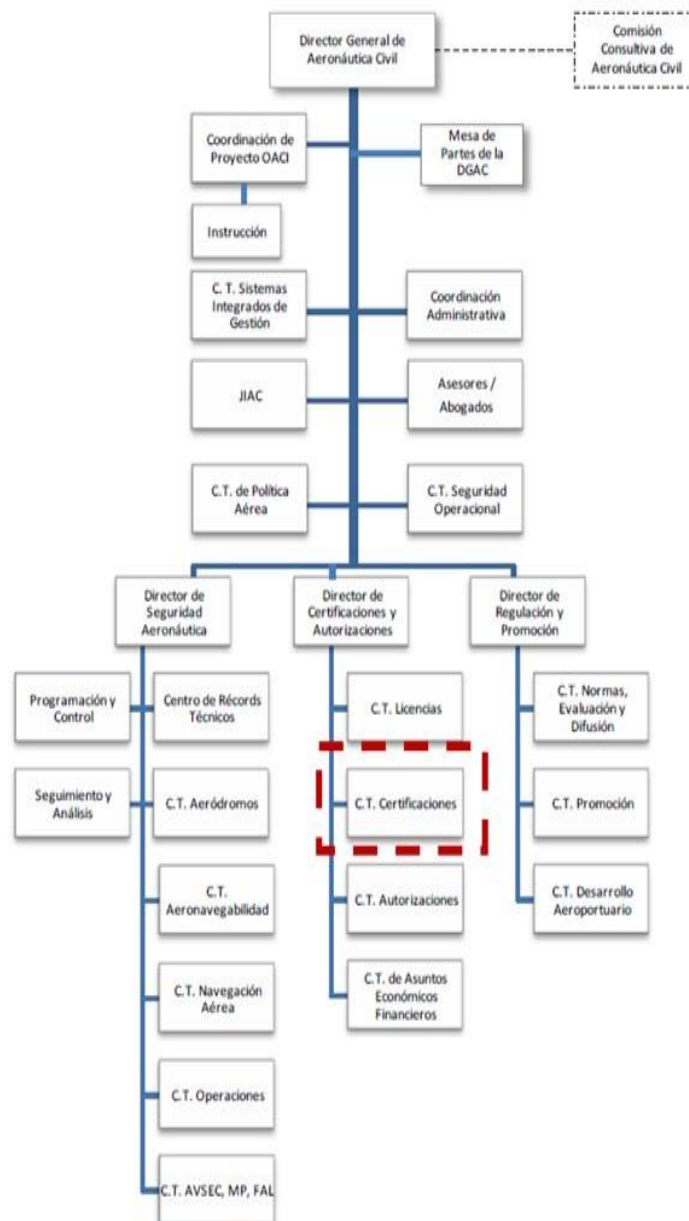 Director General de
Aeronáutica Civil
Comisión
Consultiva de
Aeronáutica Civil
Coordinación de
Proyecto OACI
Mesa de
Partes de la
DGAC
Instrucción
C. T. Sistemas
Integrados de
Gestión
Coordinación
Administrativa
JIAC
Asesores /
Abogados
C.T. de Política
Aérea
C.T. Seguridad
Operacional
Director de
Seguridad
Aeronáutica
Director de
Certificaciones y
Autorizaciones
Director de
Regulación y
Promoción
Programación y
Control
Centro de Récords
Técnicos
C.T. Licencias
C.T. Normas,
Evaluación y
Difusión
Seguimiento y
Análisis
C.T. Aeródromos
C.T. Certificaciones
C.T. Promoción
C.T.
Aeronavegabilidad
C.T. Autorizaciones
C.T. Desarrollo
Aeroportuario
C.T. Navegación
Aérea
C.T. de Asuntos
Económicos
Financieros
C.T. Operaciones
C.T. AVSEC, MP, FAL